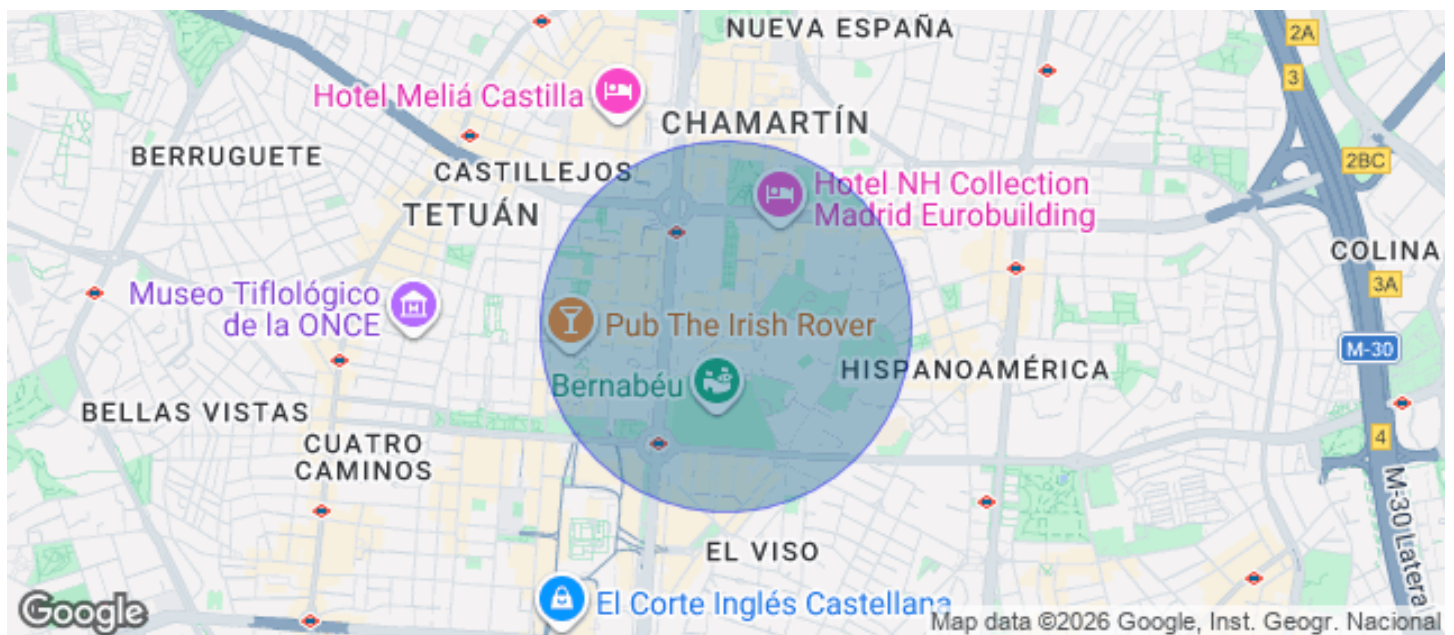 NUEVA ESPAÑA
2A
3
Hotel Meliá Castilla
CHAMARTÍN
BERRUGUETE
CASTILLEJOS
2BC
Hotel NH Collection
Madrid Eurobuilding
TETUÁN
COLINA
3A
Museo Tiflológico
de la ONCE
Pub The Irish Rover
M-30
HISPANOAMÉRICA
Bernabéu
BELLAS VISTAS
CUATRO
CAMINOS
4
M-30 Latera
EL VISO
El Corte Inglés Castellana
Google
Map data ©2026 Google, Inst. Geogr. Nacional